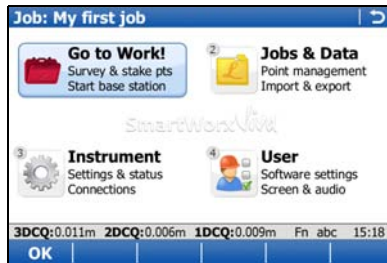 Job: My first job
Go to Work!
Survey & stake pts
Start base station
2
Jobs & Data
Point management
Import & export
SmartWorx Viva
3
Instrument
Settings & status
Connections
4
User
Software settings
Screen & audio
3DCQ:0.011m 2DCQ:0.006m 1DCQ:0.009m Fn abc 15:18
OK